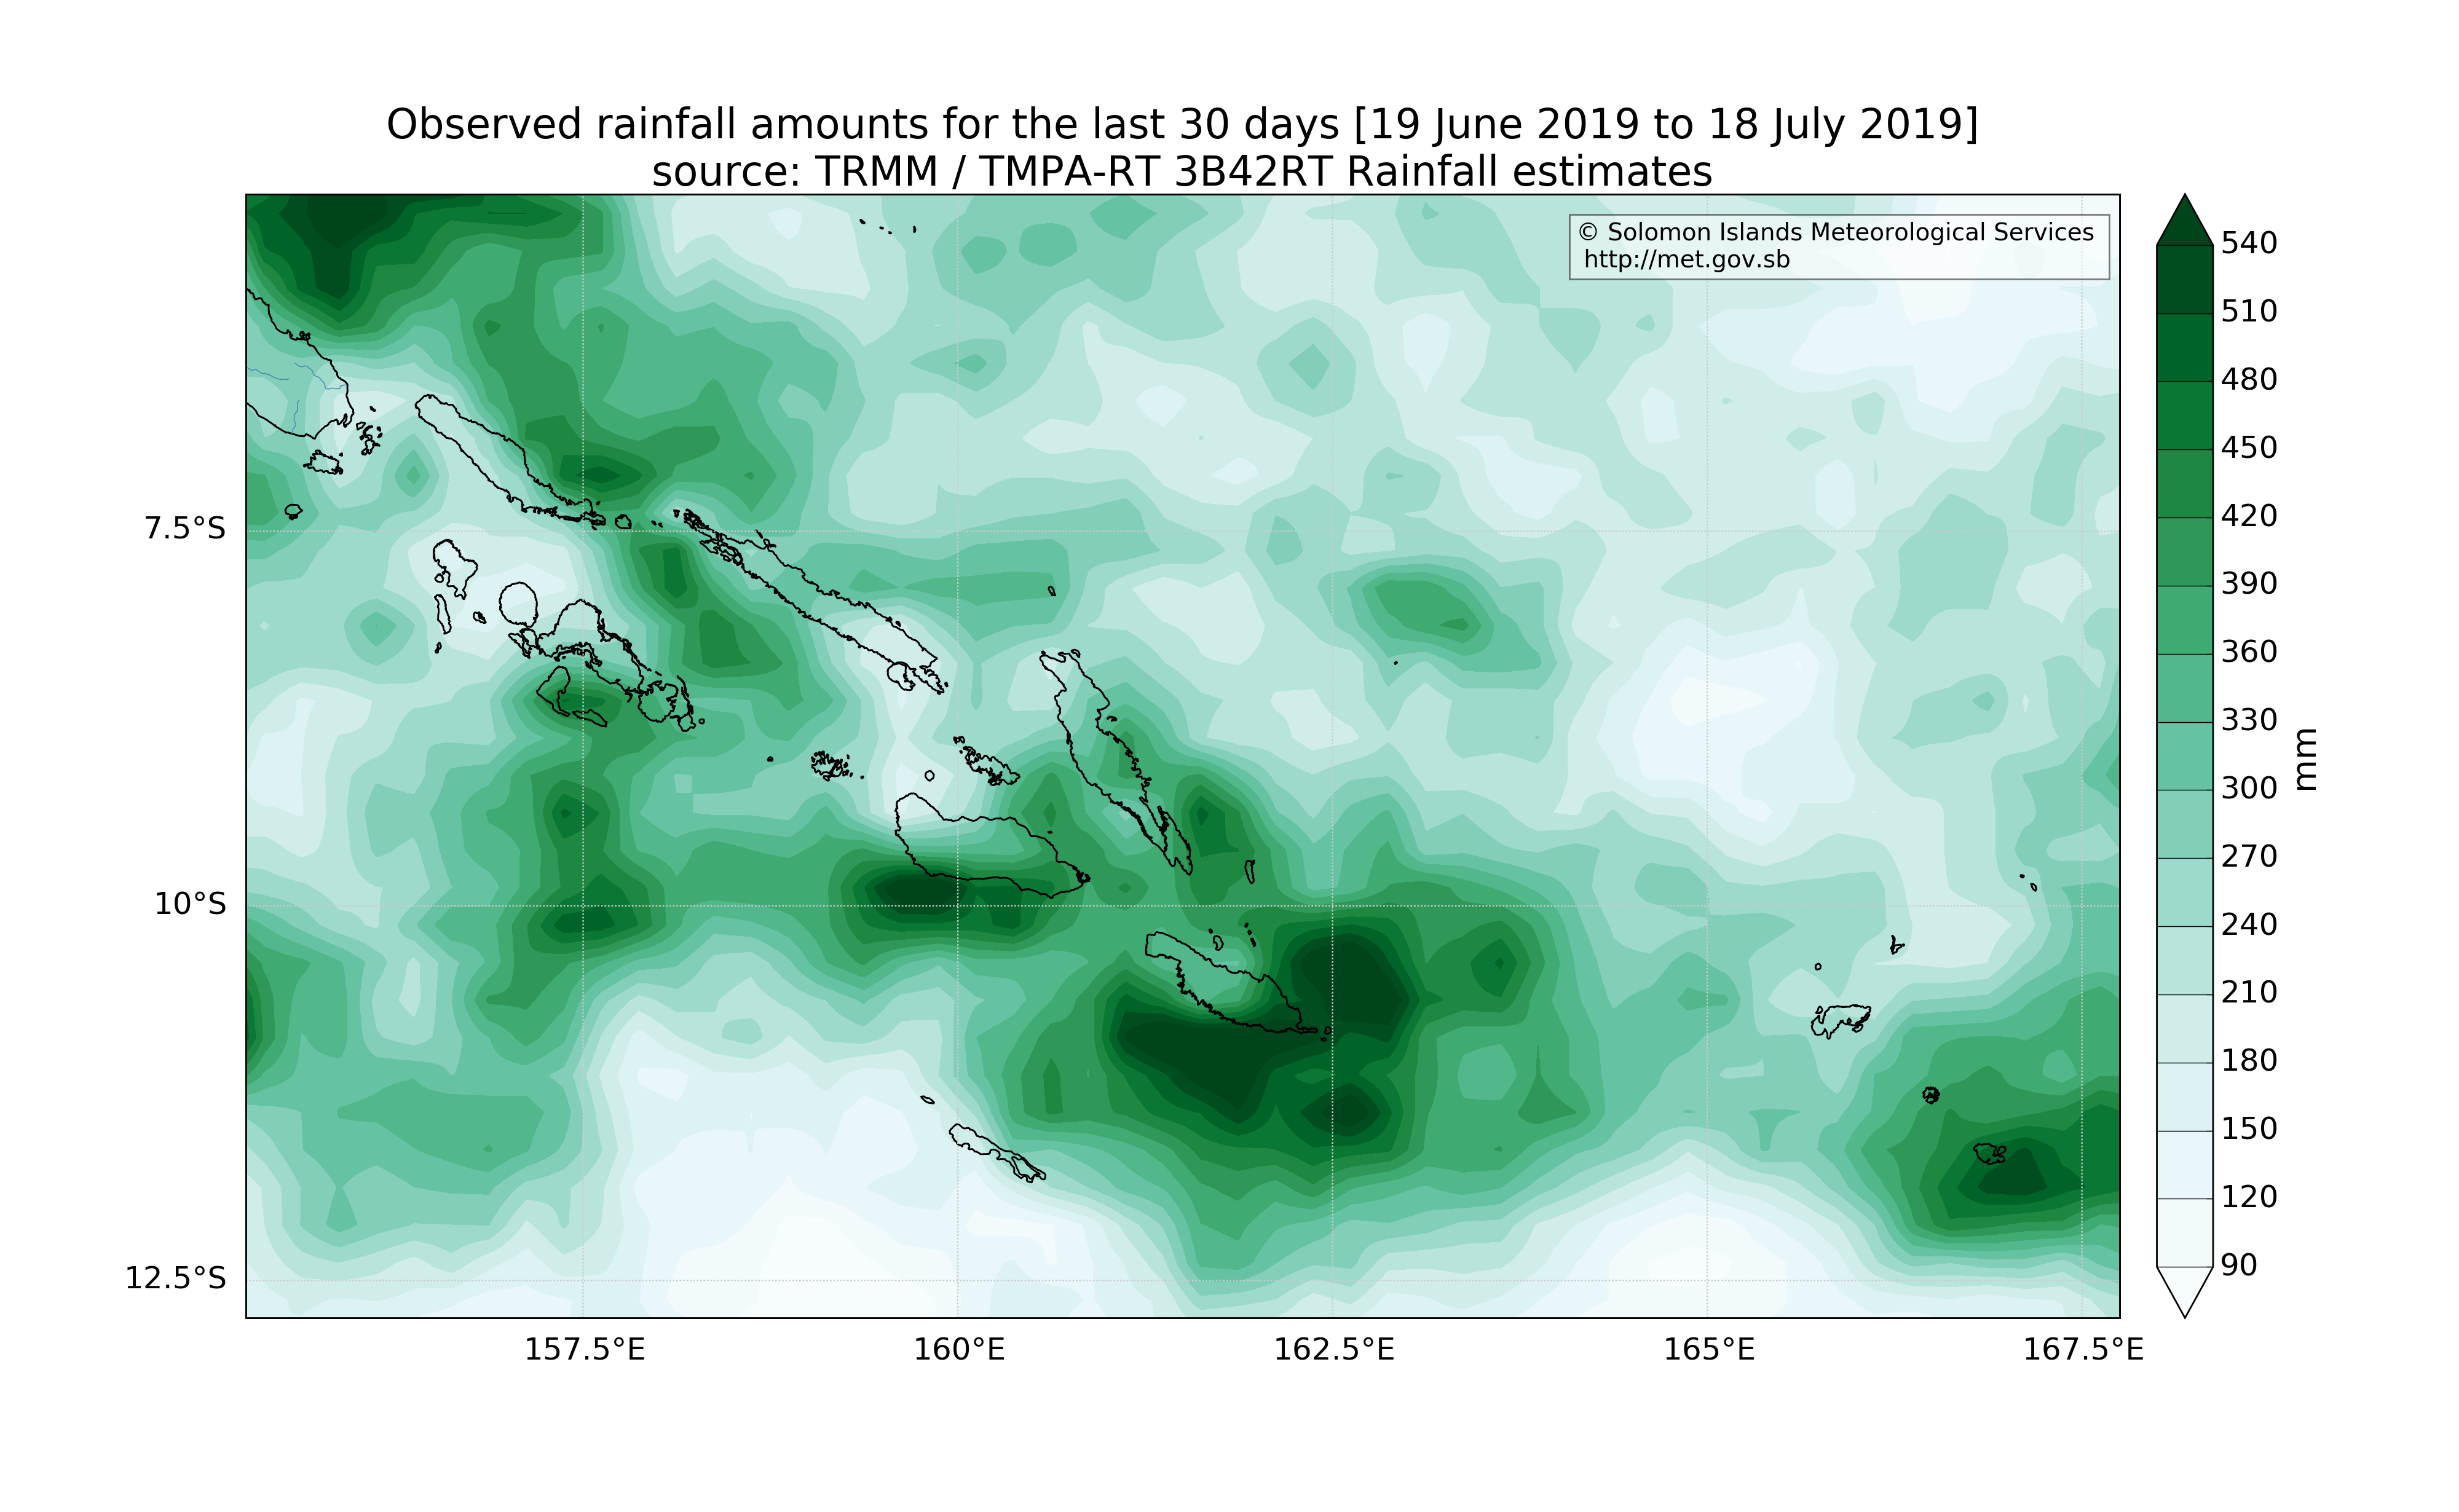 Observed rainfall amounts for the last 30 days [19 June 2019 to 18 July 2019]
source: TRMM / TMPA-RT 3B42RT Rainfall estimates
© Solomon Islands Meteorological Services
http://met.gov.sb
7.5°S
10°S
12.5°S
157.5°E
160°E
162.5°E
165°E
167.5°E
540
510
480
450
420
390
360
330
300
270
240
210
180
150
120
90
mm